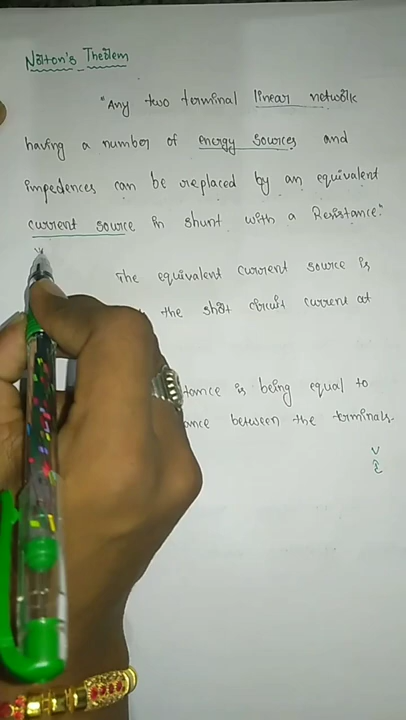 Norton's Theorem
"Any two terminal linear network
having a number of energy sources and
impedences can be replaced by an equivalent
current source in shunt with a Resistance."
The equivalent current source is
the short circuit current at
tance is being equal to
ance between the terminals.
V